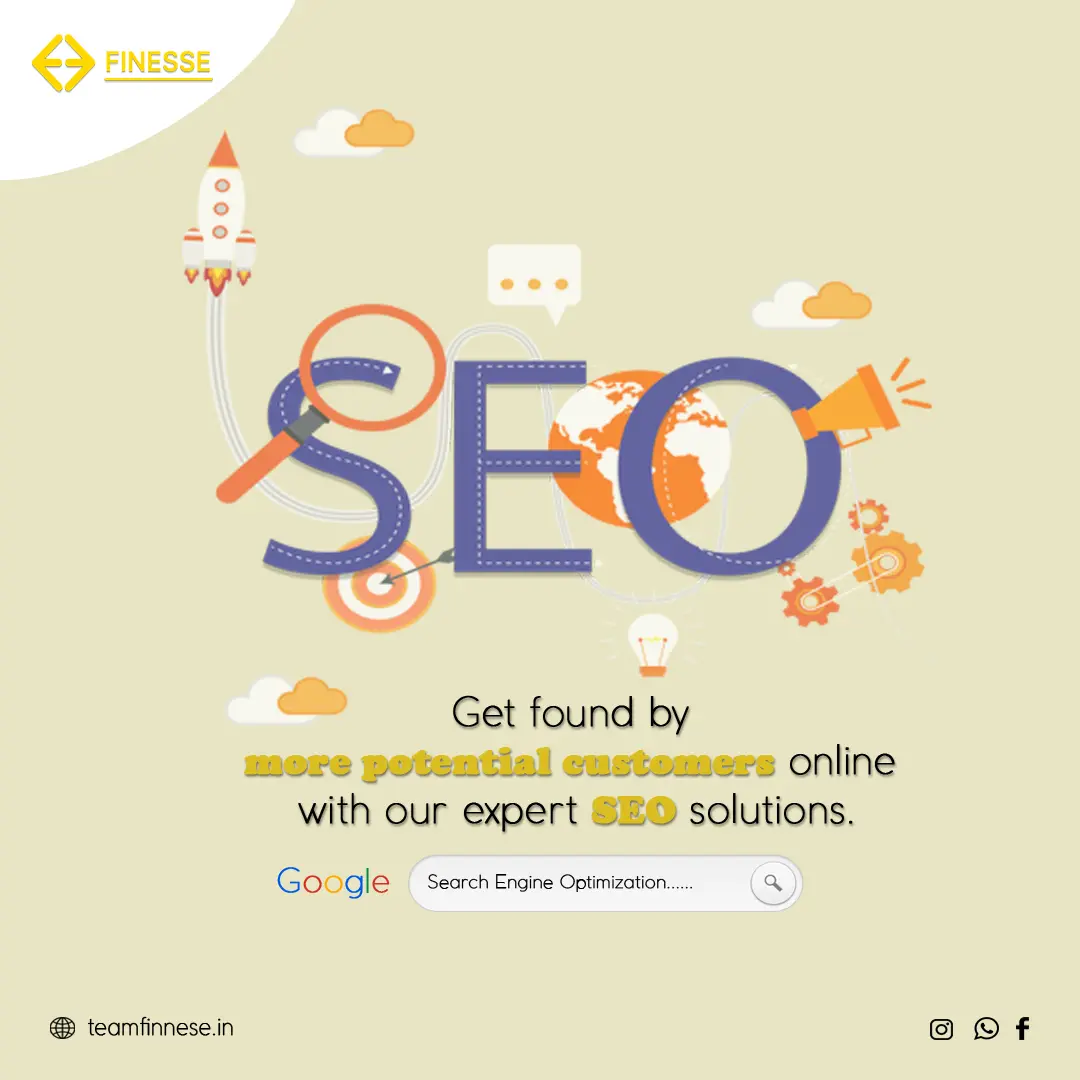 FINESSE
SEO
Get found by
more potential customers online
with our expert SEO solutions.
Google Search Engine Optimization......
teamfinnese.in